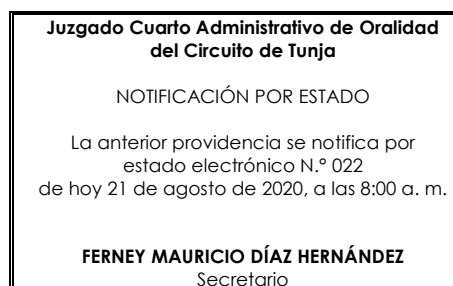 Juzgado Cuarto Administrativo de Oralidad
del Circuito de Tunja
NOTIFICACIÓN POR ESTADO
La anterior providencia se notifica por
estado electrónico N.° 022
de hoy 21 de agosto de 2020, a las 8:00 a. m.
FERNEY MAURICIO DÍAZ HERNÁNDEZ
Secretario